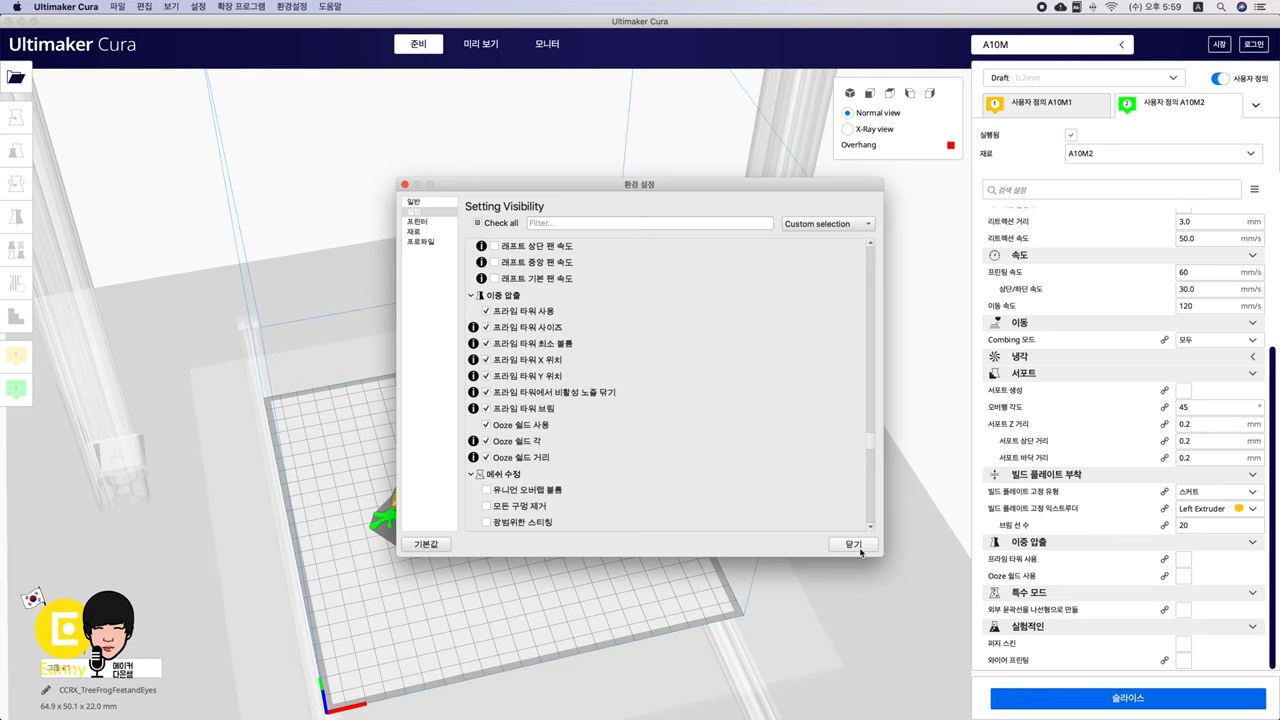 Ultimaker Cura 파일 편집 보기 설정 확장 프로그램 환경설정 도움말 (수) 오후 5:59 A
Ultimaker Cura
Ultimaker Cura 준비 미리 보기 모니터 A10M 시장 로그인
Draft - 0.2mm 사용자 정의
1 사용자 정의 A10M1 2 사용자 정의 A10M2
Normal view
X-Ray view
Overhang
실행됨
재료 A10M2
검색 설정
리트렉션 거리 3.0 mm
리트렉션 속도 50.0 mm/s
속도
프린팅 속도 60 mm/s
상단/하단 속도 30.0 mm/s
이동 속도 120 mm/s
이동
Combing 모드 모두
냉각
서포트
서포트 생성
오버행 각도 45 °
서포트 Z 거리 0.2 mm
서포트 상단 거리 0.2 mm
서포트 바닥 거리 0.2 mm
빌드 플레이트 부착
빌드 플레이트 고정 유형 스커트
빌드 플레이트 고정 익스트루더 Left Extruder
브림 선 수 20
이중 압출
프라임 타워 사용
Ooze 쉴드 사용
특수 모드
외부 윤곽선을 나선형으로 만듦
실험적인
퍼지 스킨
와이어 프린팅
슬라이스
환경 설정
일반
프린터
재료
프로파일
Setting Visibility
Check all Filter... Custom selection
래프트 상단 팬 속도
래프트 중앙 팬 속도
래프트 기본 팬 속도
이중 압출
프라임 타워 사용
프라임 타워 사이즈
프라임 타워 최소 볼륨
프라임 타워 X 위치
프라임 타워 Y 위치
프라임 타워에서 비활성 노즐 닦기
프라임 타워 브림
Ooze 쉴드 사용
Ooze 쉴드 각
Ooze 쉴드 거리
메쉬 수정
유니언 오버랩 볼륨
모든 구멍 제거
광범위한 스티칭
기본값 닫기
1
2
E
Eunny
메이커
다은쌤
CCRX_TreeFrogFeetandEyes
64.9 x 50.1 x 22.0 mm